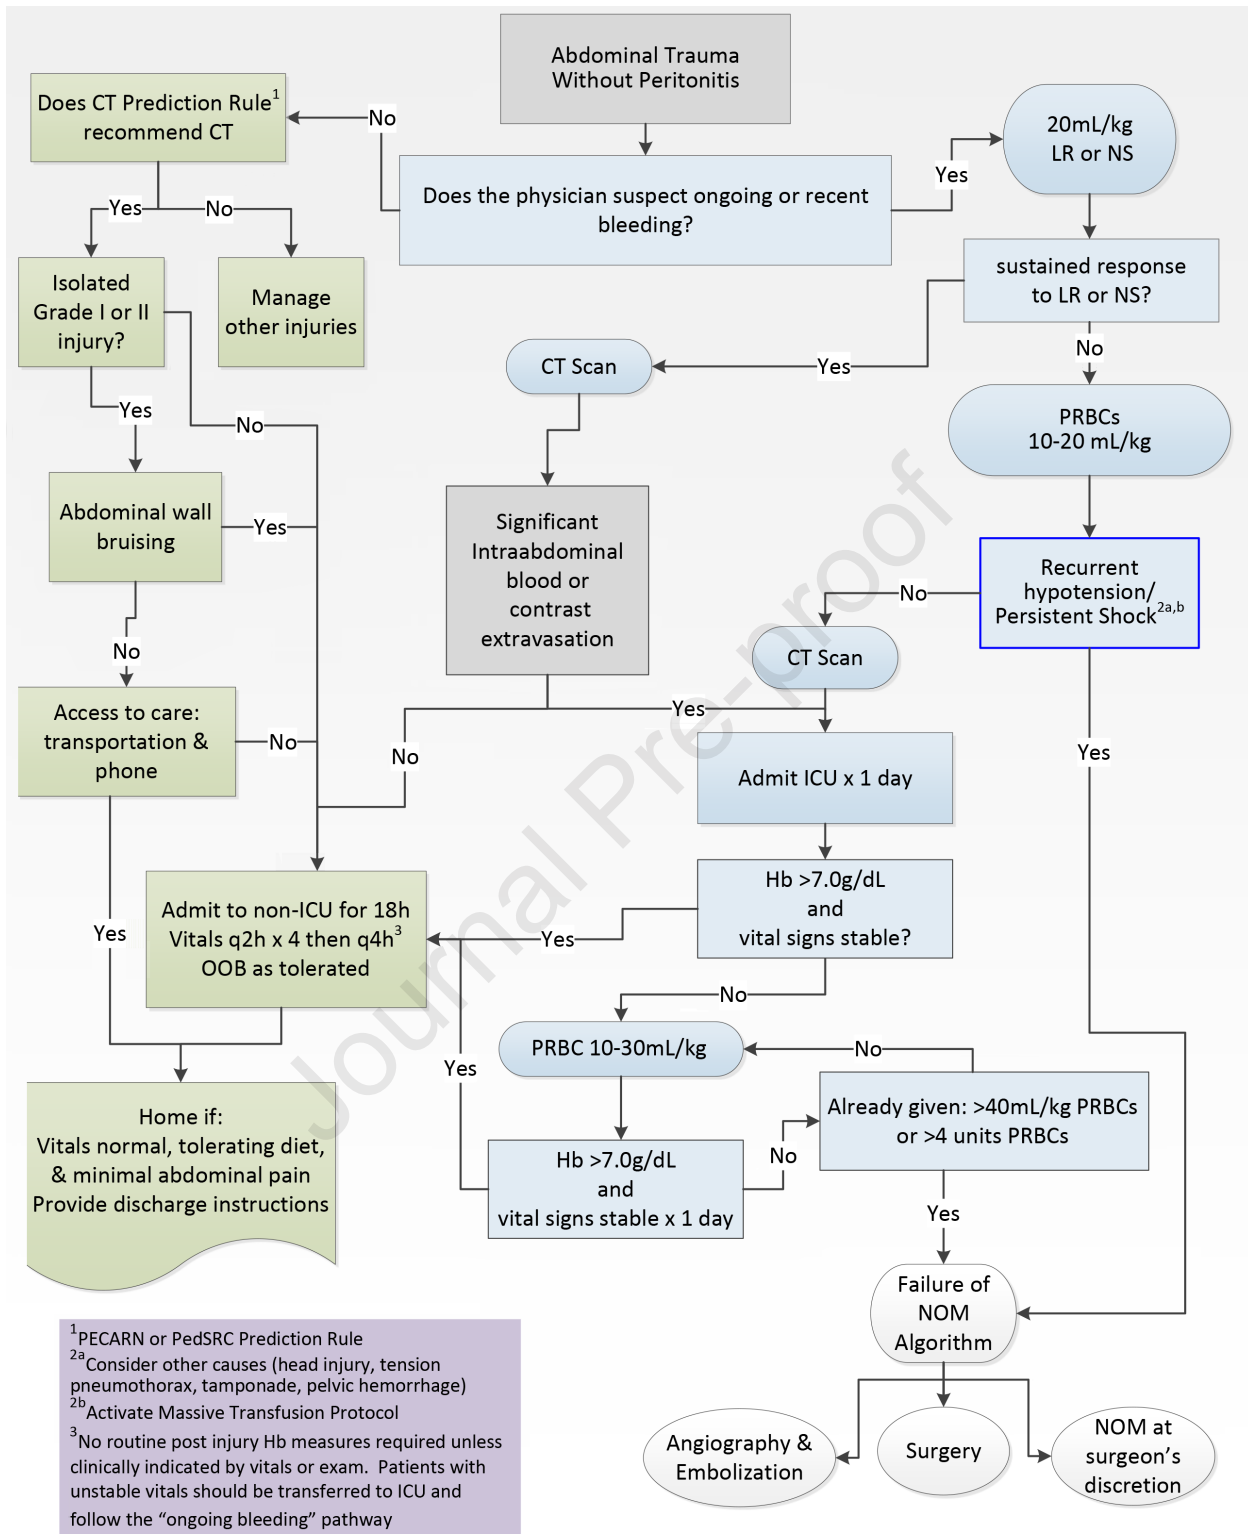 Abdominal Trauma
Without Peritonitis
Does CT Prediction Rule1
recommend CT
No
20mL/kg
LR or NS
Yes
Does the physician suspect ongoing or recent
bleeding?
Yes
No
sustained response
to LR or NS?
Isolated
Grade I or II
injury?
Manage
other injuries
No
CT Scan
Yes
Yes
No
PRBCs
10-20 mL/kg
Abdominal wall
bruising
Yes
Significant
Intraabdominal
blood or
contrast
extravasation
Recurrent
hypotension/
Persistent Shock2a,b
No
No
CT Scan
Access to care:
transportation &
phone
No
Yes
No
Yes
Admit ICU x 1 day
Hb >7.0g/dL
and
vital signs stable?
Admit to non-ICU for 18h
Vitals q2h x 4 then q4h3
OOB as tolerated
Yes
Yes
No
PRBC 10-30mL/kg
No
Yes
Already given: >40mL/kg PRBCs
or >4 units PRBCs
Home if:
Vitals normal, tolerating diet,
& minimal abdominal pain
Provide discharge instructions
Hb >7.0g/dL
and
vital signs stable x 1 day
No
Yes
Failure of
NOM
Algorithm
Angiography &
Embolization
Surgery
NOM at
surgeon's
discretion
1PECARN or PedSRC Prediction Rule
2aConsider other causes (head injury, tension
pneumothorax, tamponade, pelvic hemorrhage)
2bActivate Massive Transfusion Protocol
3No routine post injury Hb measures required unless
clinically indicated by vitals or exam.  Patients with
unstable vitals should be transferred to ICU and
follow the "ongoing bleeding" pathway
Journal Pre-proof